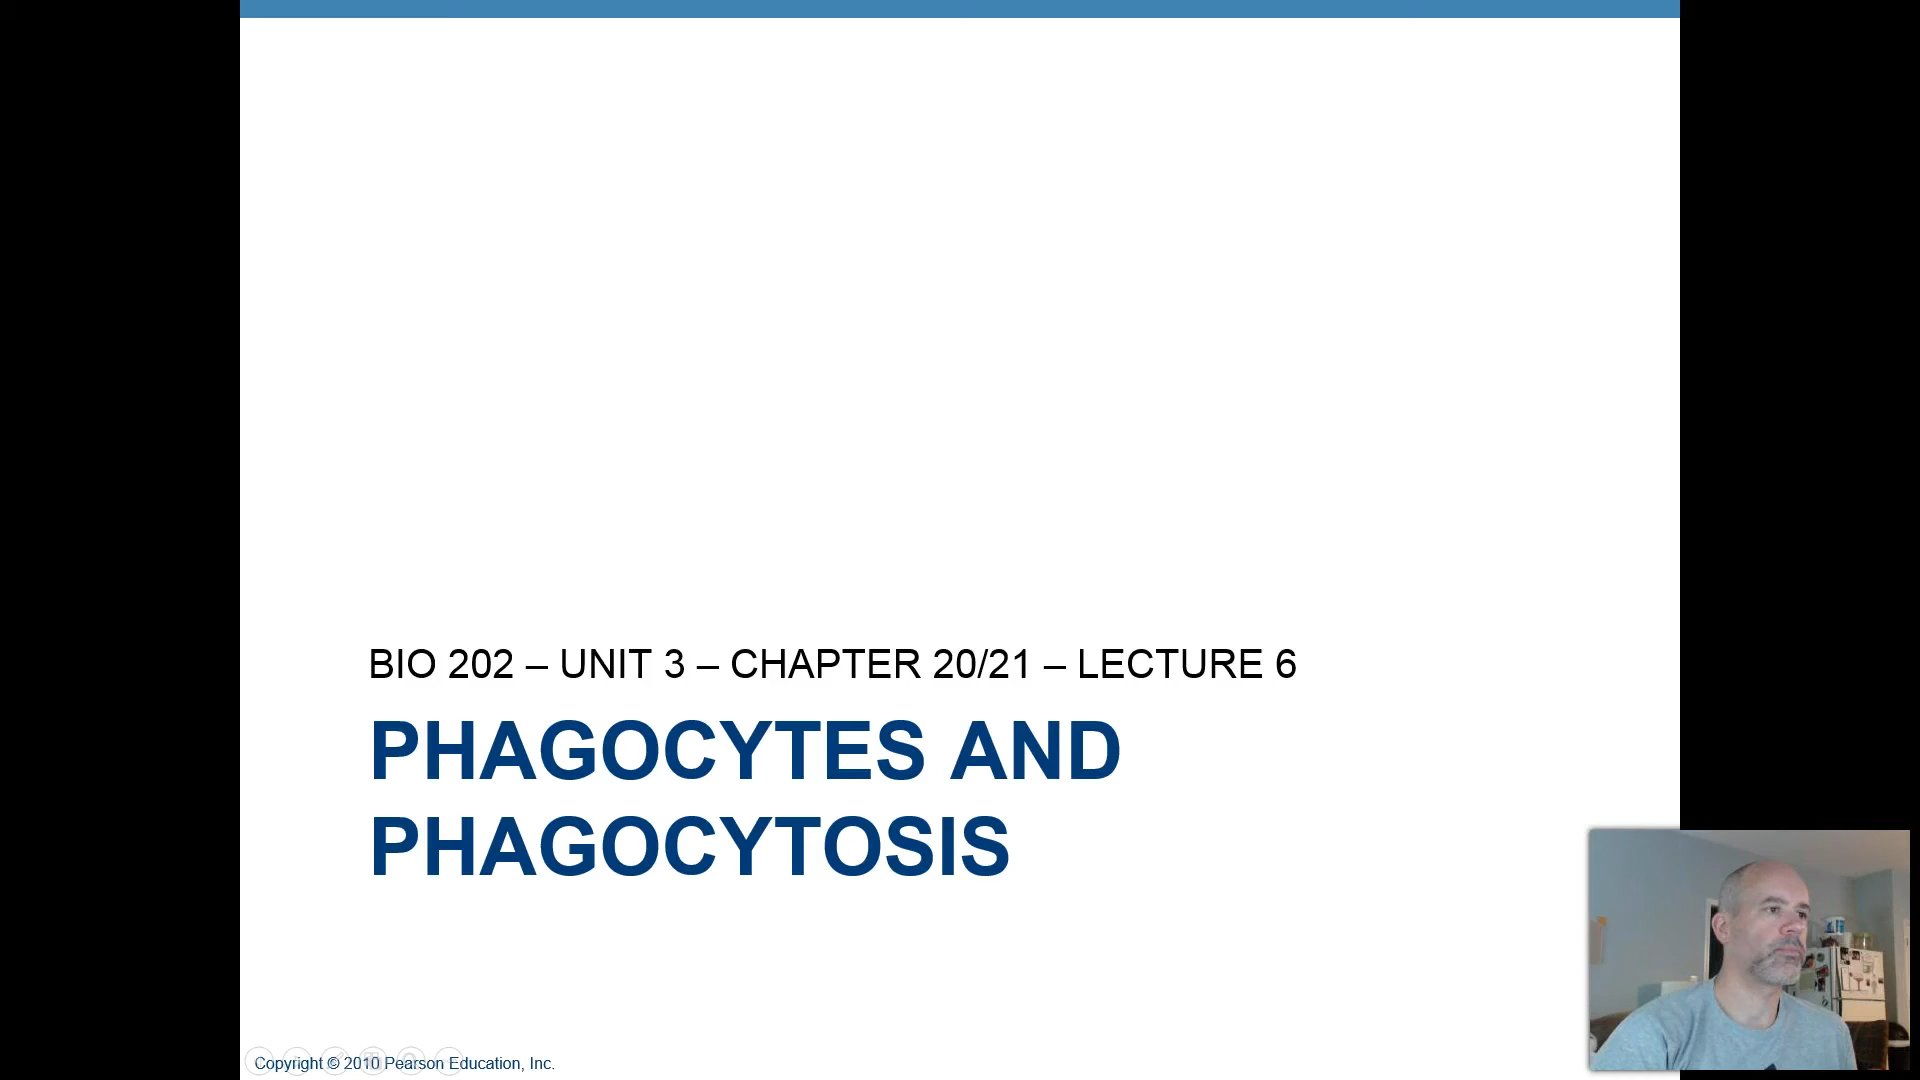 BIO 202 – UNIT 3 – CHAPTER 20/21 – LECTURE 6
PHAGOCYTES AND
PHAGOCYTOSIS
Copyright © 2010 Pearson Education, Inc.